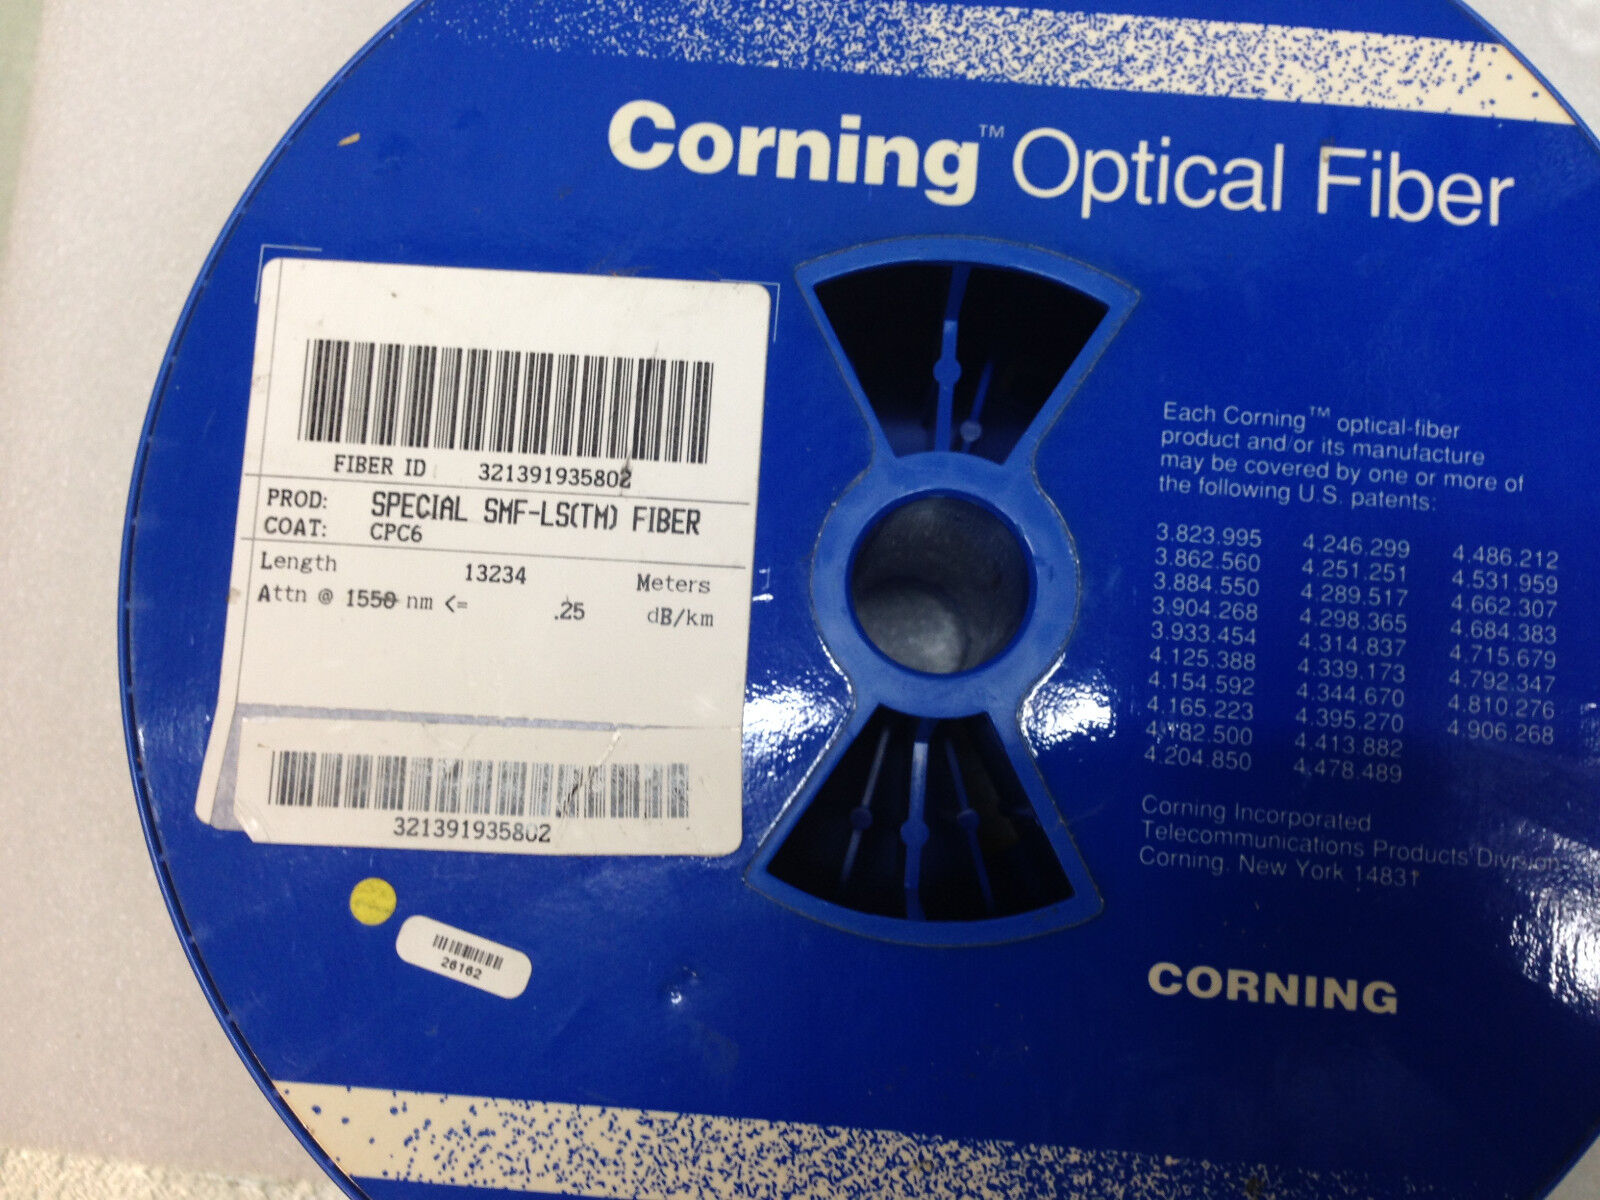 Corning™ Optical Fiber
FIBER ID 321391935802
PROD: SPECIAL SMF-LS(TM) FIBER
COAT: CPC6
Length 13234 Meters
Attn @ 1550 nm <= .25 dB/km
321391935802
26162
Each Corning™ optical-fiber
product and/or its manufacture
may be covered by one or more of
the following U.S. patents:
3.823.995 4.246.299 4.486.212
3.862.560 4.251.251 4.531.959
3.884.550 4.289.517 4.662.307
3.904.268 4.298.365 4.684.383
3.933.454 4.314.837 4.715.679
4.125.388 4.339.173 4.792.347
4.154.592 4.344.670 4.810.276
4.165.223 4.395.270 4.906.268
4.182.500 4.413.882
4.204.850 4.478.489
Corning Incorporated
Telecommunications Products Division
Corning, New York 14831
CORNING